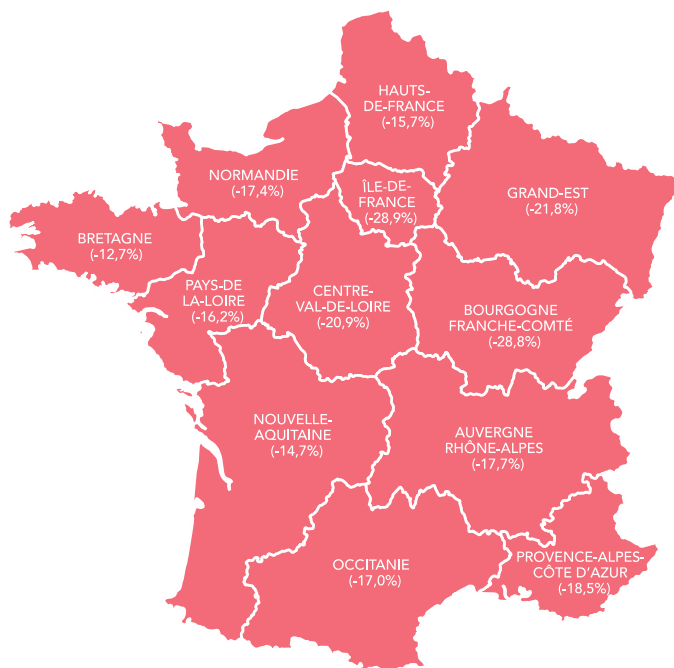 HAUTS-
DE-FRANCE
(-15,7%)
NORMANDIE
(-17,4%)
ÎLE-DE-
FRANCE
(-28,9%)
GRAND-EST
(-21,8%)
BRETAGNE
(-12,7%)
PAYS-DE
LA-LOIRE
(-16,2%)
CENTRE-
VAL-DE-LOIRE
(-20,9%)
BOURGOGNE
FRANCHE-COMTÉ
(-28,8%)
NOUVELLE-
AQUITAINE
(-14,7%)
AUVERGNE
RHÔNE-ALPES
(-17,7%)
OCCITANIE
(-17,0%)
PROVENCE-ALPES-
CÔTE D'AZUR
(-18,5%)